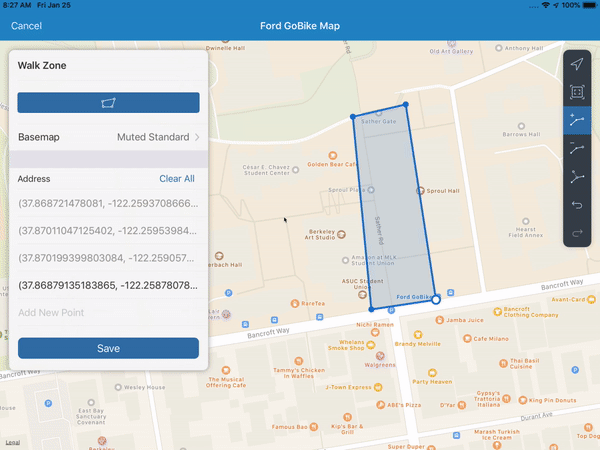 8:27 AM Fri Jan 25
100%
Cancel
Ford GoBike Map
Walk Zone
Basemap
Muted Standard
Address
Clear All
(37.868721478081, -122.2593708666...
(37.87011047125402, -122.25953984...
(37.870199399803084, -122.259057...
(37.86879135183865, -122.25878078...
Add New Point
Save
Dwinelle Hall
Old Art Gallery
Anthony Hall
Sather Gate
Barrows Hall
Golden Bear Cafe
César E. Chavez
Student Center
Sproul Plaza
Sproul Hall
Sather Rd
Berkeley
Art Studio
Hearst
Field Annex
Amazon at MLK
Student Union
erbach Hall
ASUC Student
Union
Ford GoBike
Bancroft Way
Avant-Card
RareTea
Bancroft
Clothing Company
Jamba Juice
Bancroft Way
Nichi Ramen
Whelans
Smoke Shop
Brandy Melville
Cafe Milano
Walgreens
Thai Basil
Cuisine
Bancroft Way
Tammy's Chicken
In Waffles
The Musical
Offering Cafe
Wesley House
J-Town Express
Party Heaven
Gypsy's
Trattoria
Italiana
King Pin Donuts
East Bay
Sanctuary
Covenant
ABE's Pizza
D'Yar
Durant Ave
Famous Bao
Kip's Bar &
Grill
Marash Turkish
Ice Cream
Top Dog
Legal
Berkeley